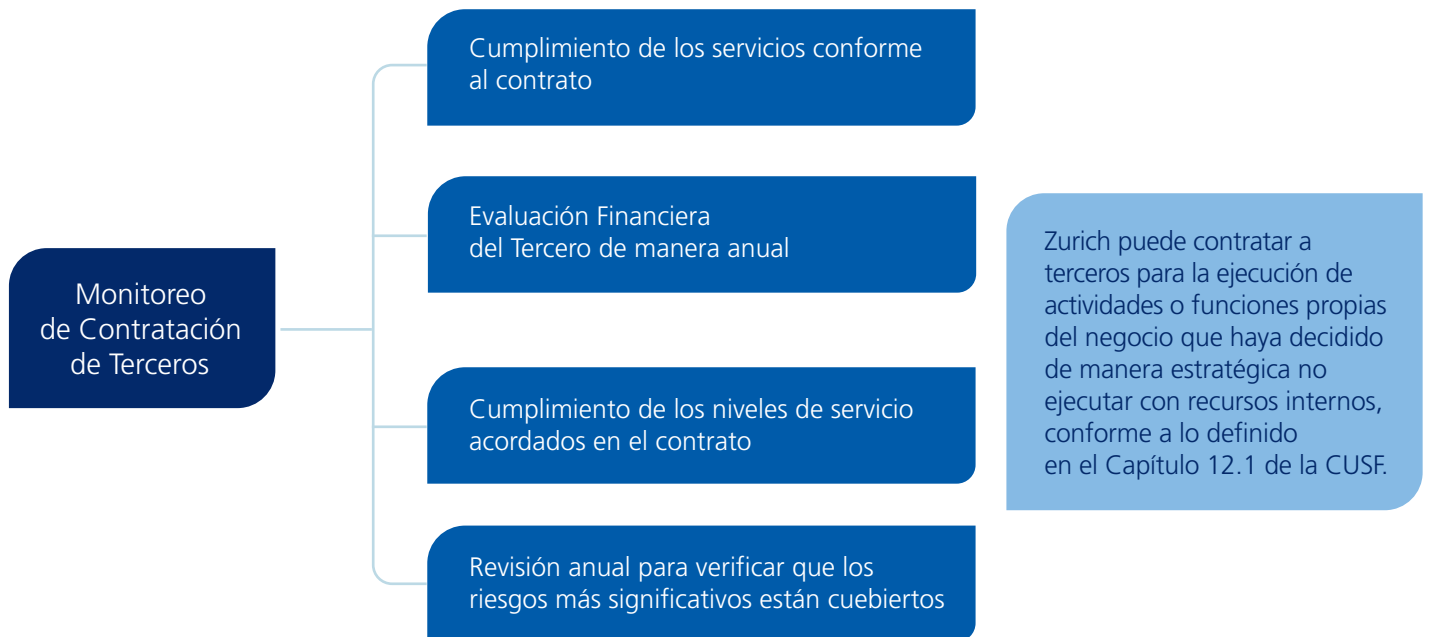 Monitoreo
de Contratación
de Terceros
Cumplimiento de los servicios conforme
al contrato
Evaluación Financiera
del Tercero de manera anual
Cumplimiento de los niveles de servicio
acordados en el contrato
Revisión anual para verificar que los
riesgos más significativos están cuebiertos
Zurich puede contratar a
terceros para la ejecución de
actividades o funciones propias
del negocio que haya decidido
de manera estratégica no
ejecutar con recursos internos,
conforme a lo definido
en el Capítulo 12.1 de la CUSF.